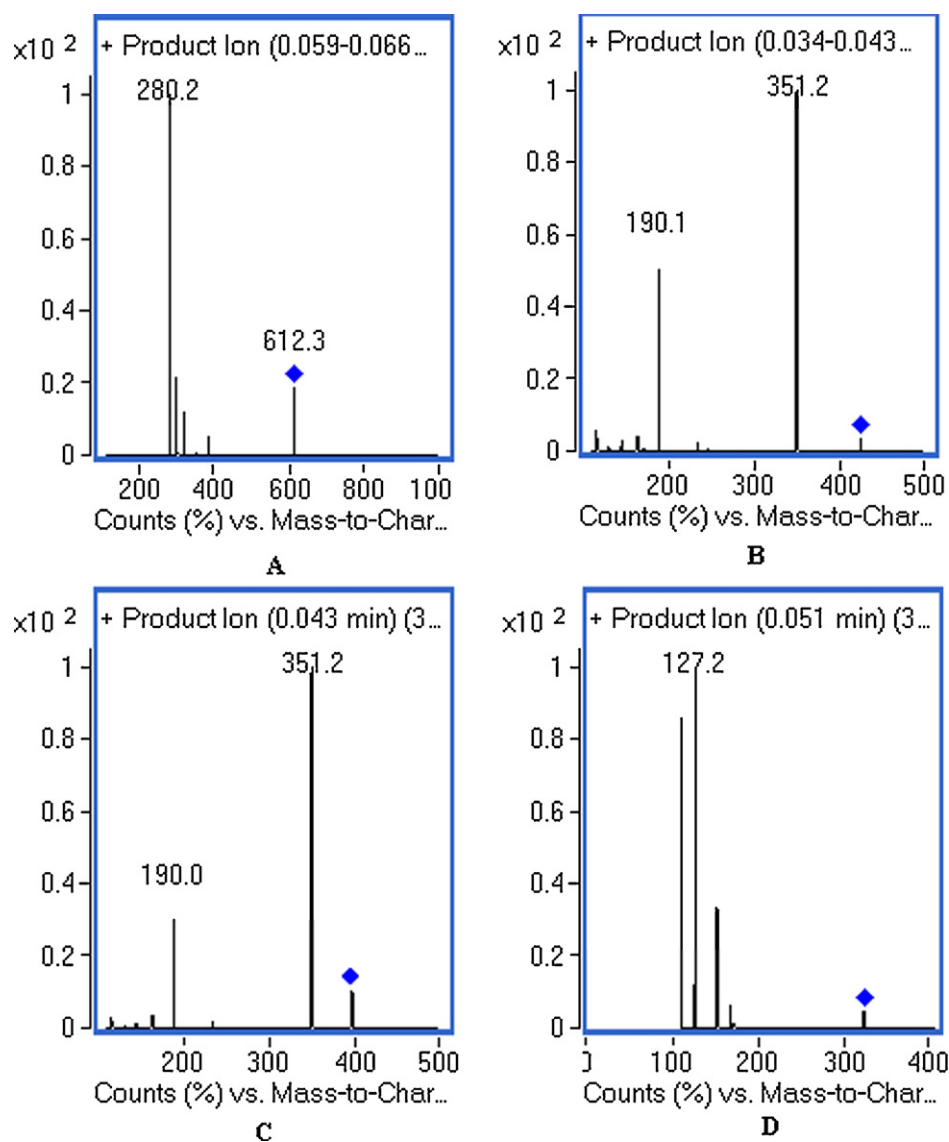 x10 2 + Product Ion (0.059-0.066...
280.2
1
0.8
0.6
0.4
612.3
0.2
0
200 400 600 800 100
Counts (%) vs. Mass-to-Char...
A
x10 2 + Product Ion (0.034-0.043...
351.2
1
0.8
0.6
190.1
0.4
0.2
0
200 300 400 500
Counts (%) vs. Mass-to-Char...
B
x10 2 + Product Ion (0.043 min) (3...
351.2
1
0.8
0.6
190.0
0.4
0.2
0
200 300 400 500
Counts (%) vs. Mass-to-Char...
C
x10 2 + Product Ion (0.051 min) (3...
127.2
1
0.8
0.6
0.4
0.2
0
100 200 300 400
Counts (%) vs. Mass-to-Char...
D